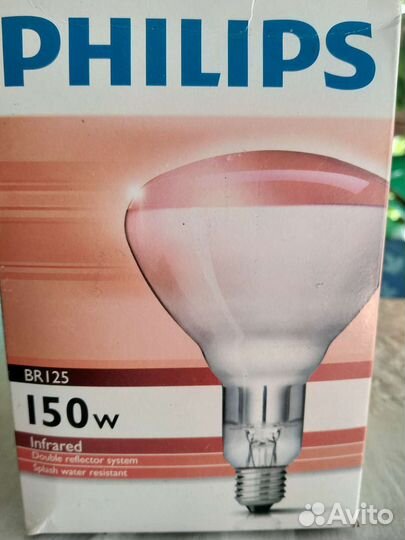 PHILIPS
BR125
150w
Infrared
Double reflector system
Splash water resistant
Avito